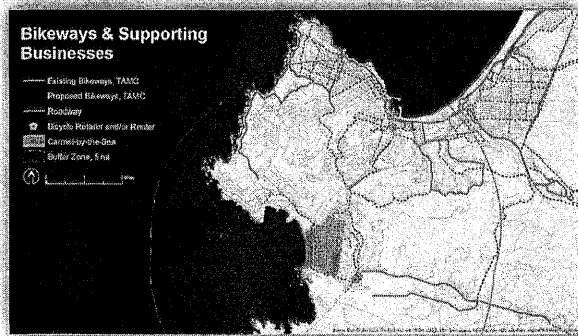 Bikeways & Supporting
Businesses
Existing Bikeways, TAMC
Proposed Bikeways, TAMC
Roadway
Bicycle Retailer and/or Renter
Carmel-by-the-Sea
Buffer Zone, 5 mi